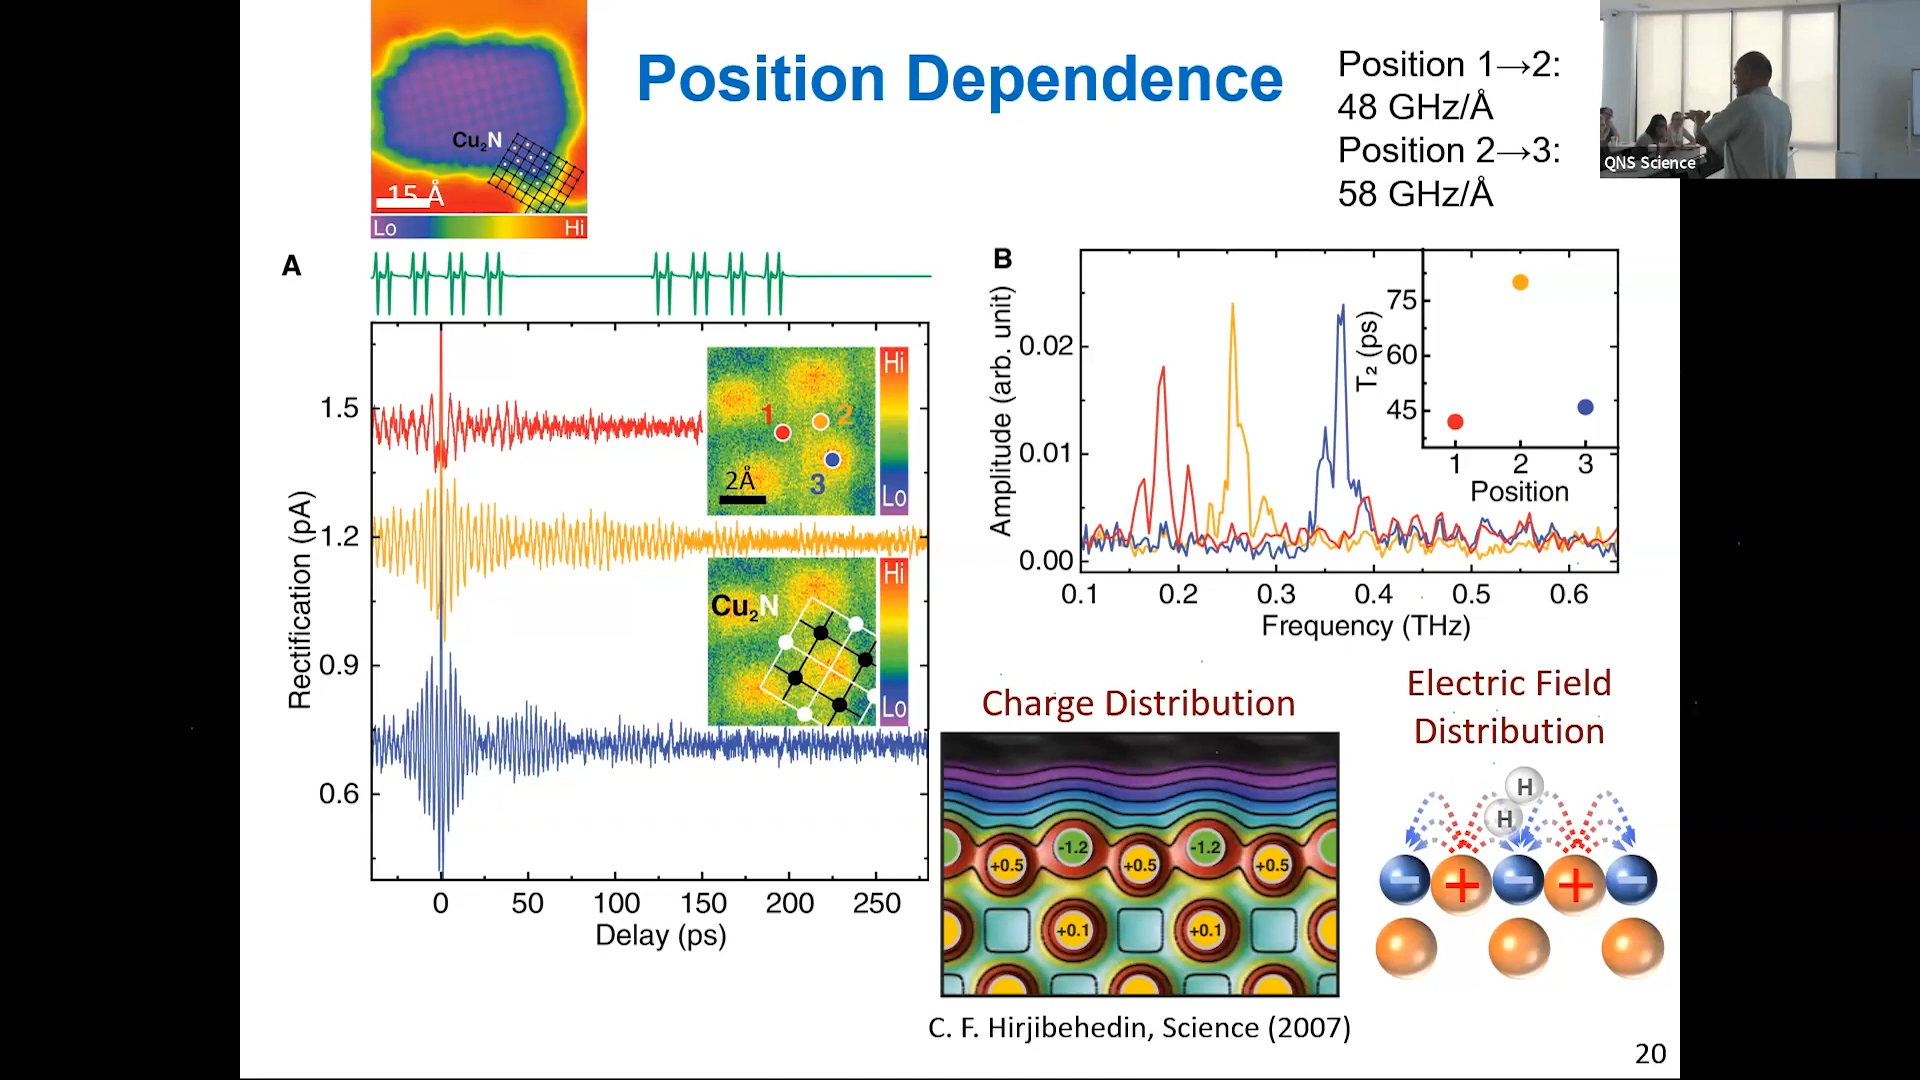 Position Dependence
Position 1→2:
48 GHz/Å
Position 2→3:
58 GHz/Å
QNS Science
Cu₂N
15 Å
Lo
Hi
A
Rectification (pA)
1.5
1.2
0.9
0.6
0
50
100
150
200
250
Delay (ps)
1
2
3
2Å
Hi
Lo
Cu₂N
Hi
Lo
B
Amplitude (arb. unit)
0.02
0.01
0.00
0.1
0.2
0.3
0.4
0.5
0.6
Frequency (THz)
T₂ (ps)
75
60
45
1
2
3
Position
Charge Distribution
-1.2
-1.2
+0.5
+0.5
+0.5
+0.1
+0.1
C. F. Hirjibehedin, Science (2007)
Electric Field
Distribution
H
H
− + − + −
20